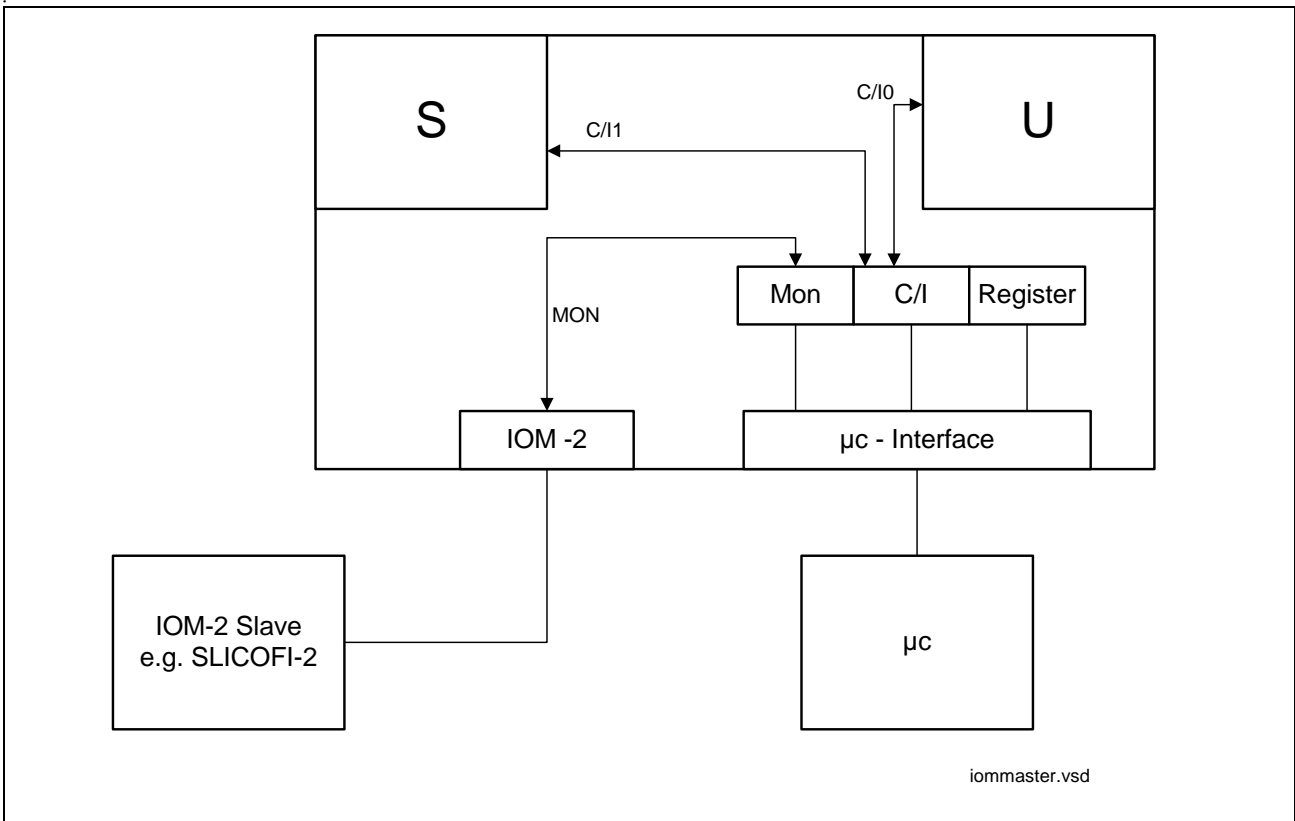 S
U
C/I0
C/I1
Mon
C/I
Register
MON
IOM -2
µc - Interface
IOM-2 Slave
e.g. SLICOFI-2
µc
iommaster.vsd